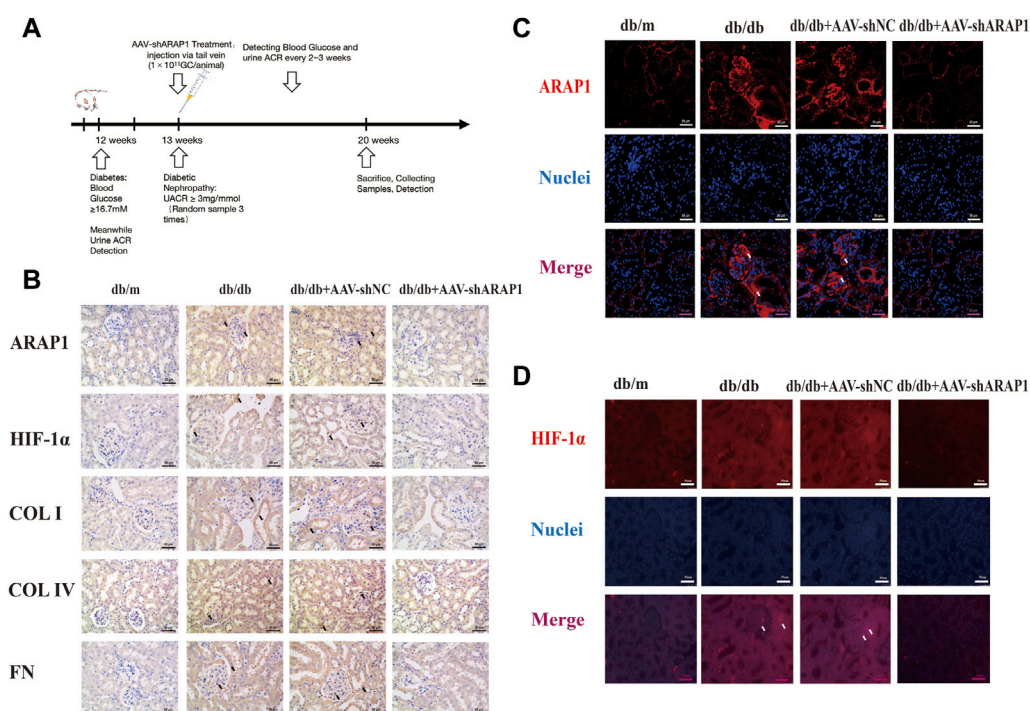 A
AAV-shARAP1 Treatment:
injection via tail vein
(1 × 10¹¹GC/animal)
Detecting Blood Glucose and
urine ACR every 2~3 weeks
12 weeks
13 weeks
20 weeks
Diabetes:
Blood
Glucose
≥16.7mM
Meanwhile
Urine ACR
Detection
Diabetic
Nephropathy:
UACR ≥ 3mg/mmol
(Random sample 3
times)
Sacrifice, Collecting
Samples, Detection
B
db/m
db/db
db/db+AAV-shNC
db/db+AAV-shARAP1
ARAP1
HIF-1α
COL I
COL IV
FN
C
db/m
db/db
db/db+AAV-shNC
db/db+AAV-shARAP1
ARAP1
Nuclei
Merge
D
db/m
db/db
db/db+AAV-shNC
db/db+AAV-shARAP1
HIF-1α
Nuclei
Merge